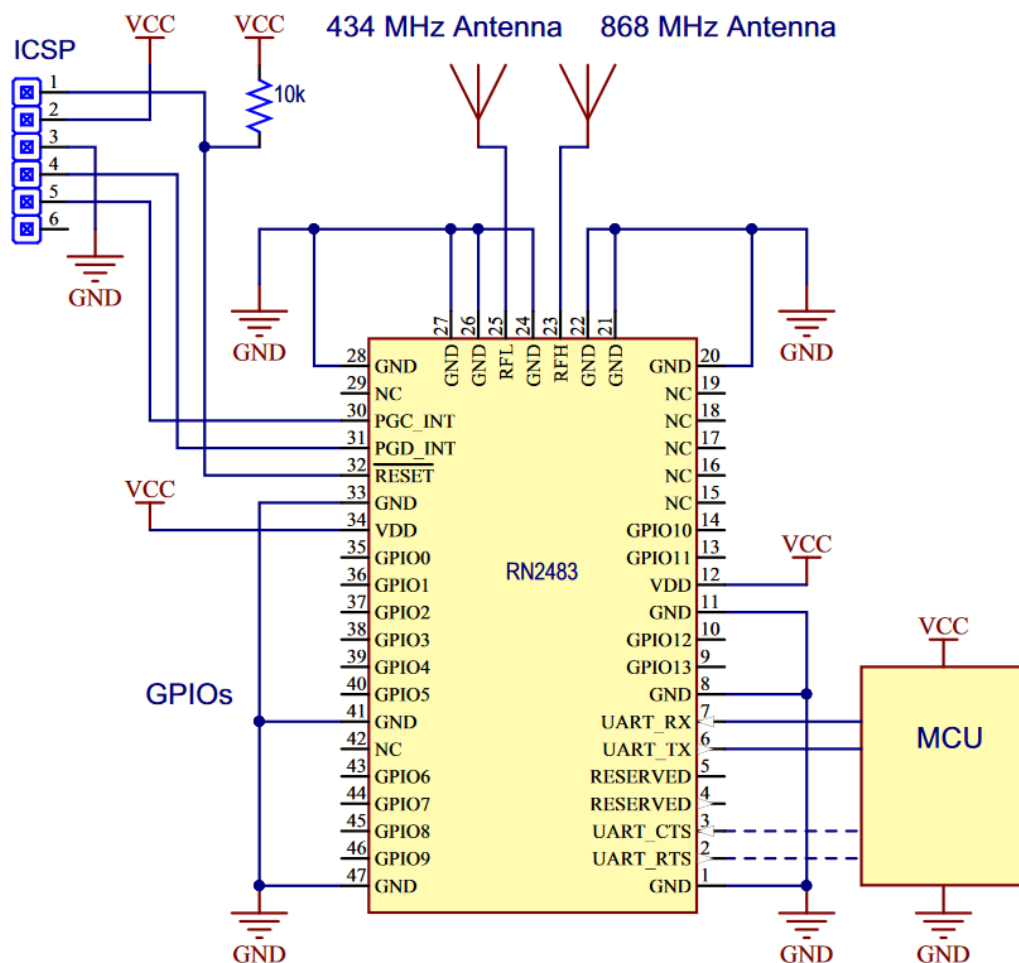 434 MHz Antenna 868 MHz Antenna
VCC VCC
ICSP
10k
1
2
3
4
5
6
GND
GND
GND
27 26 25 24 23 22 21
GND GND RFL GND RFH GND GND
28 GND GND 20
29 NC NC 19
30 PGC_INT NC 18
31 PGD_INT NC 17
32 RESET NC 16
33 GND NC 15
VCC
34 VDD GPIO10 14
35 GPIO0 GPIO11 13
VCC
RN2483
36 GPIO1 VDD 12
37 GPIO2 GND 11
38 GPIO3 GPIO12 10
VCC
39 GPIO4 GPIO13 9
40 GPIO5 GND 8
GPIOs
41 GND UART_RX 7
42 NC UART_TX 6
MCU
43 GPIO6 RESERVED 5
44 GPIO7 RESERVED 4
45 GPIO8 UART_CTS 3
46 GPIO9 UART_RTS 2
47 GND GND 1
GND
GND
GND